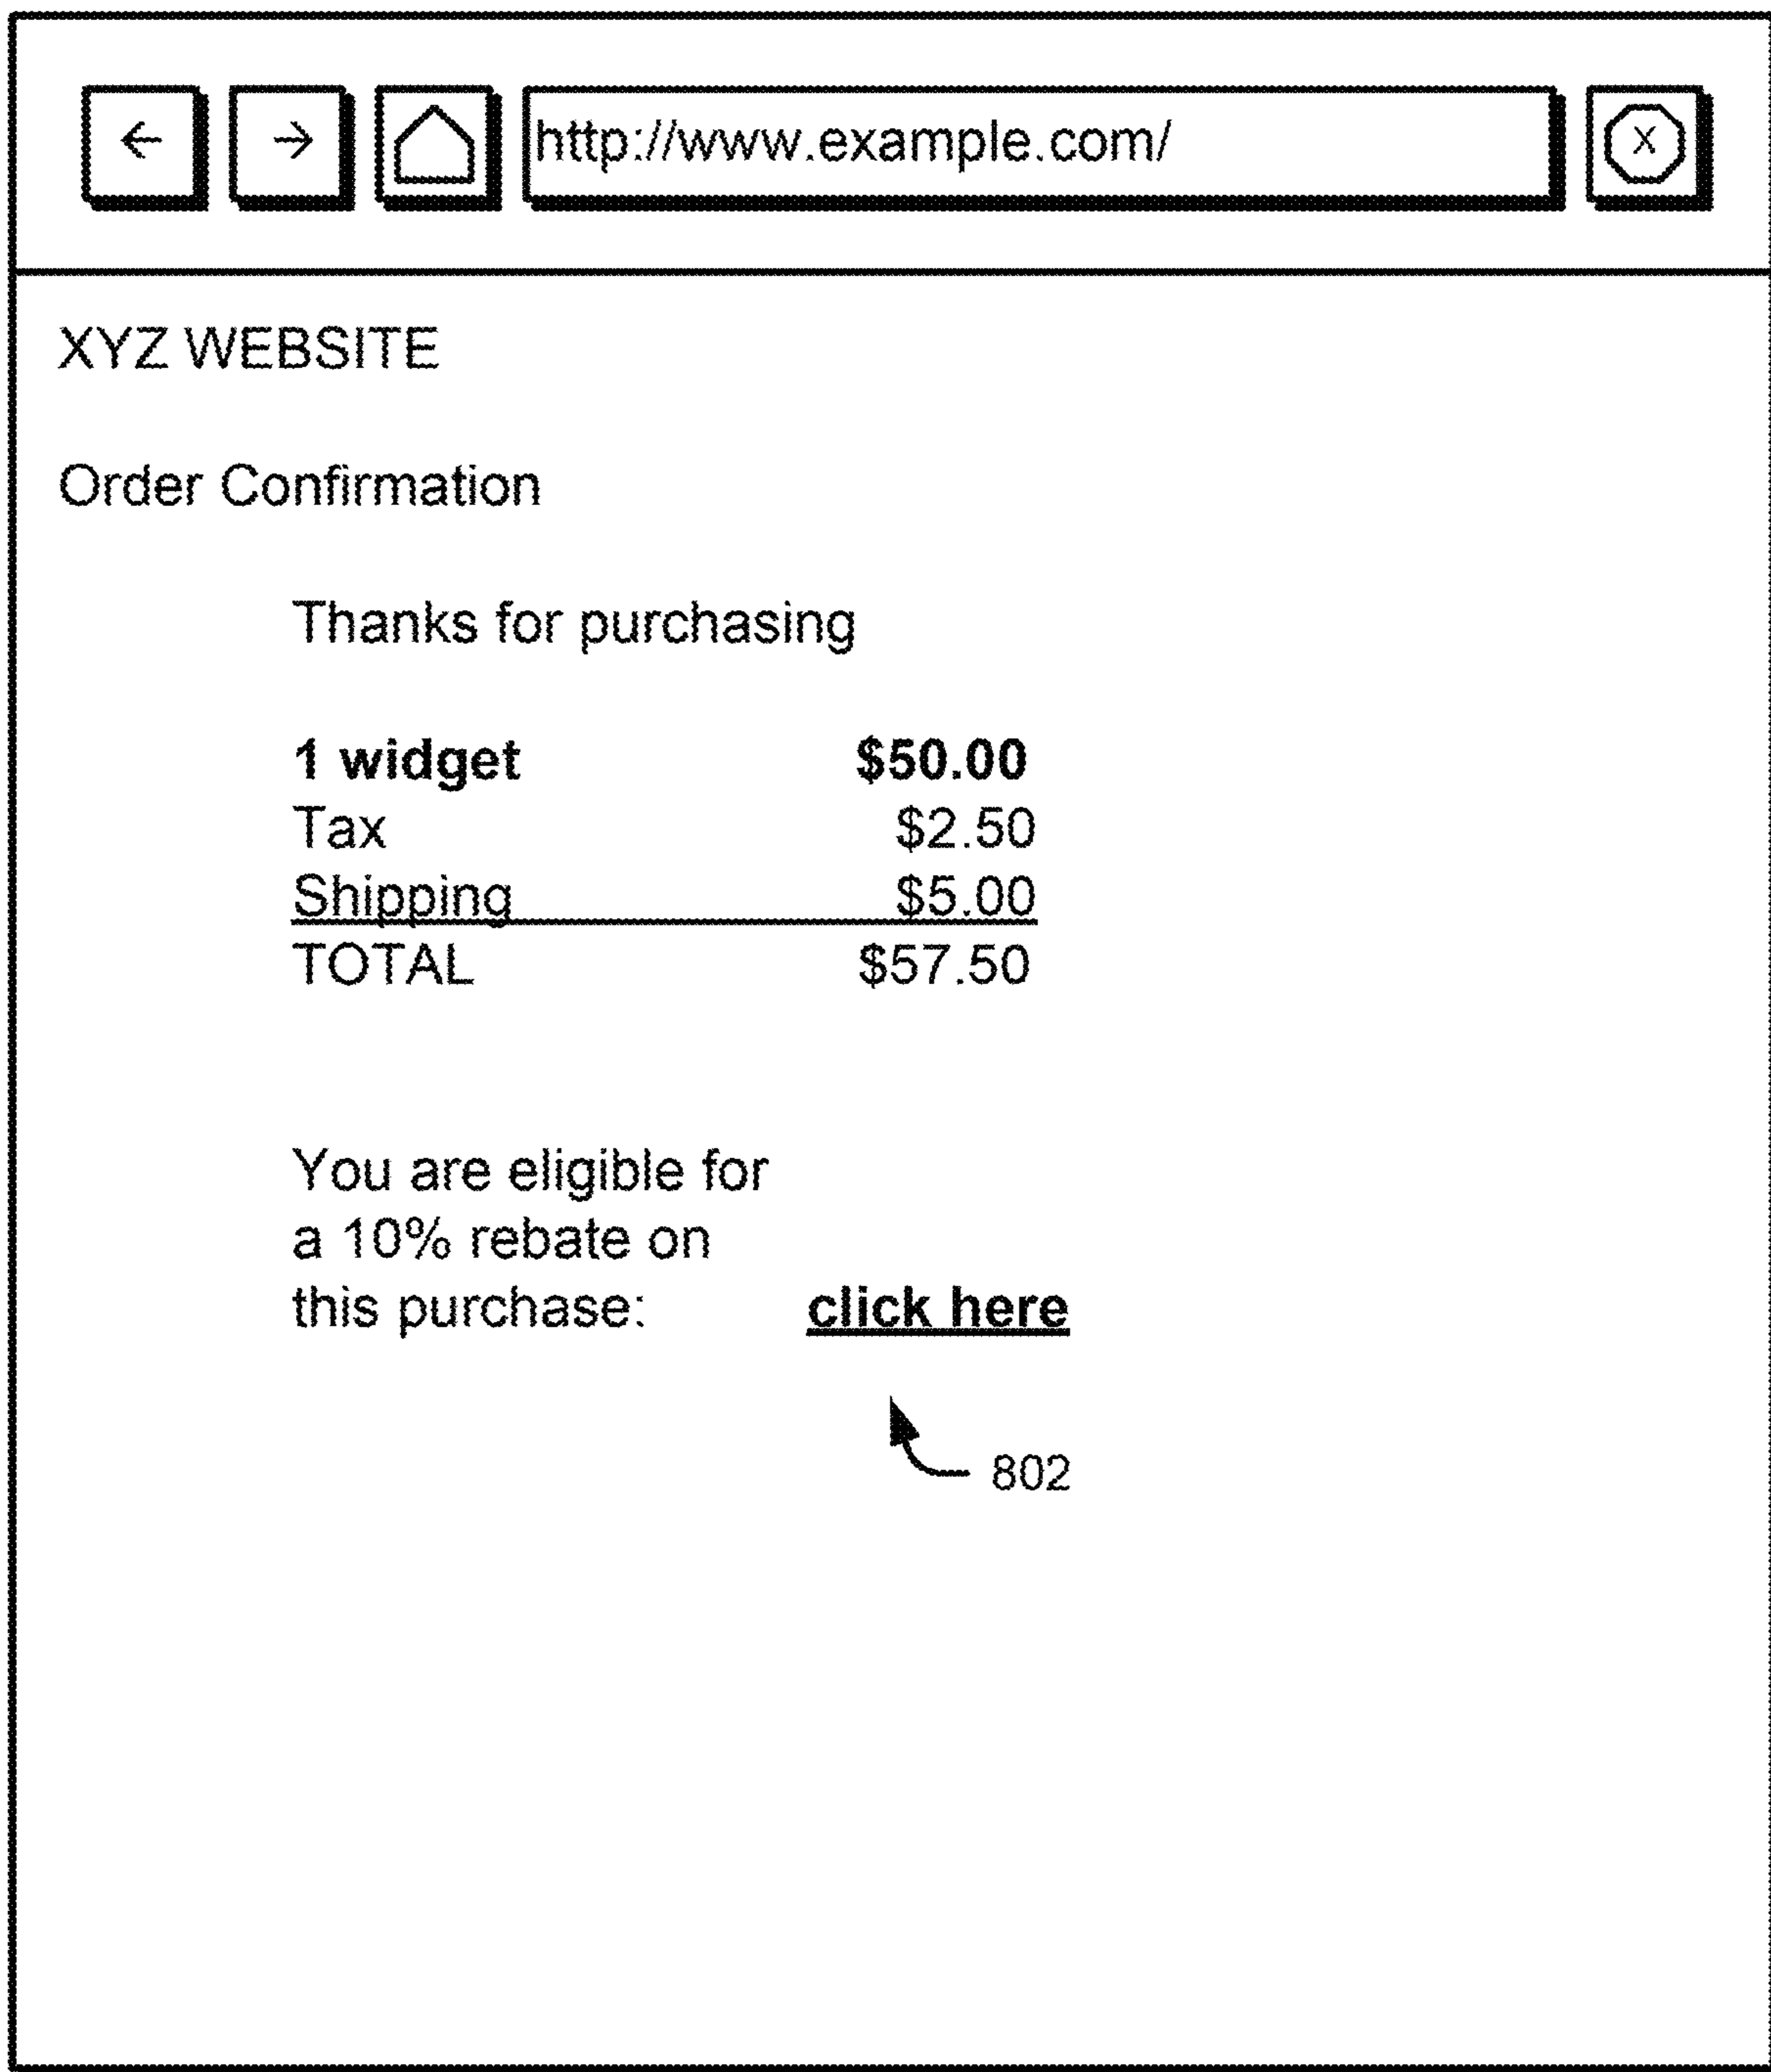 http://www.example.com/
X
XYZ WEBSITE
Order Confirmation
Thanks for purchasing
1 widget $50.00
Tax $2.50
Shipping $5.00
TOTAL $57.50
You are eligible for
a 10% rebate on
this purchase: click here
802